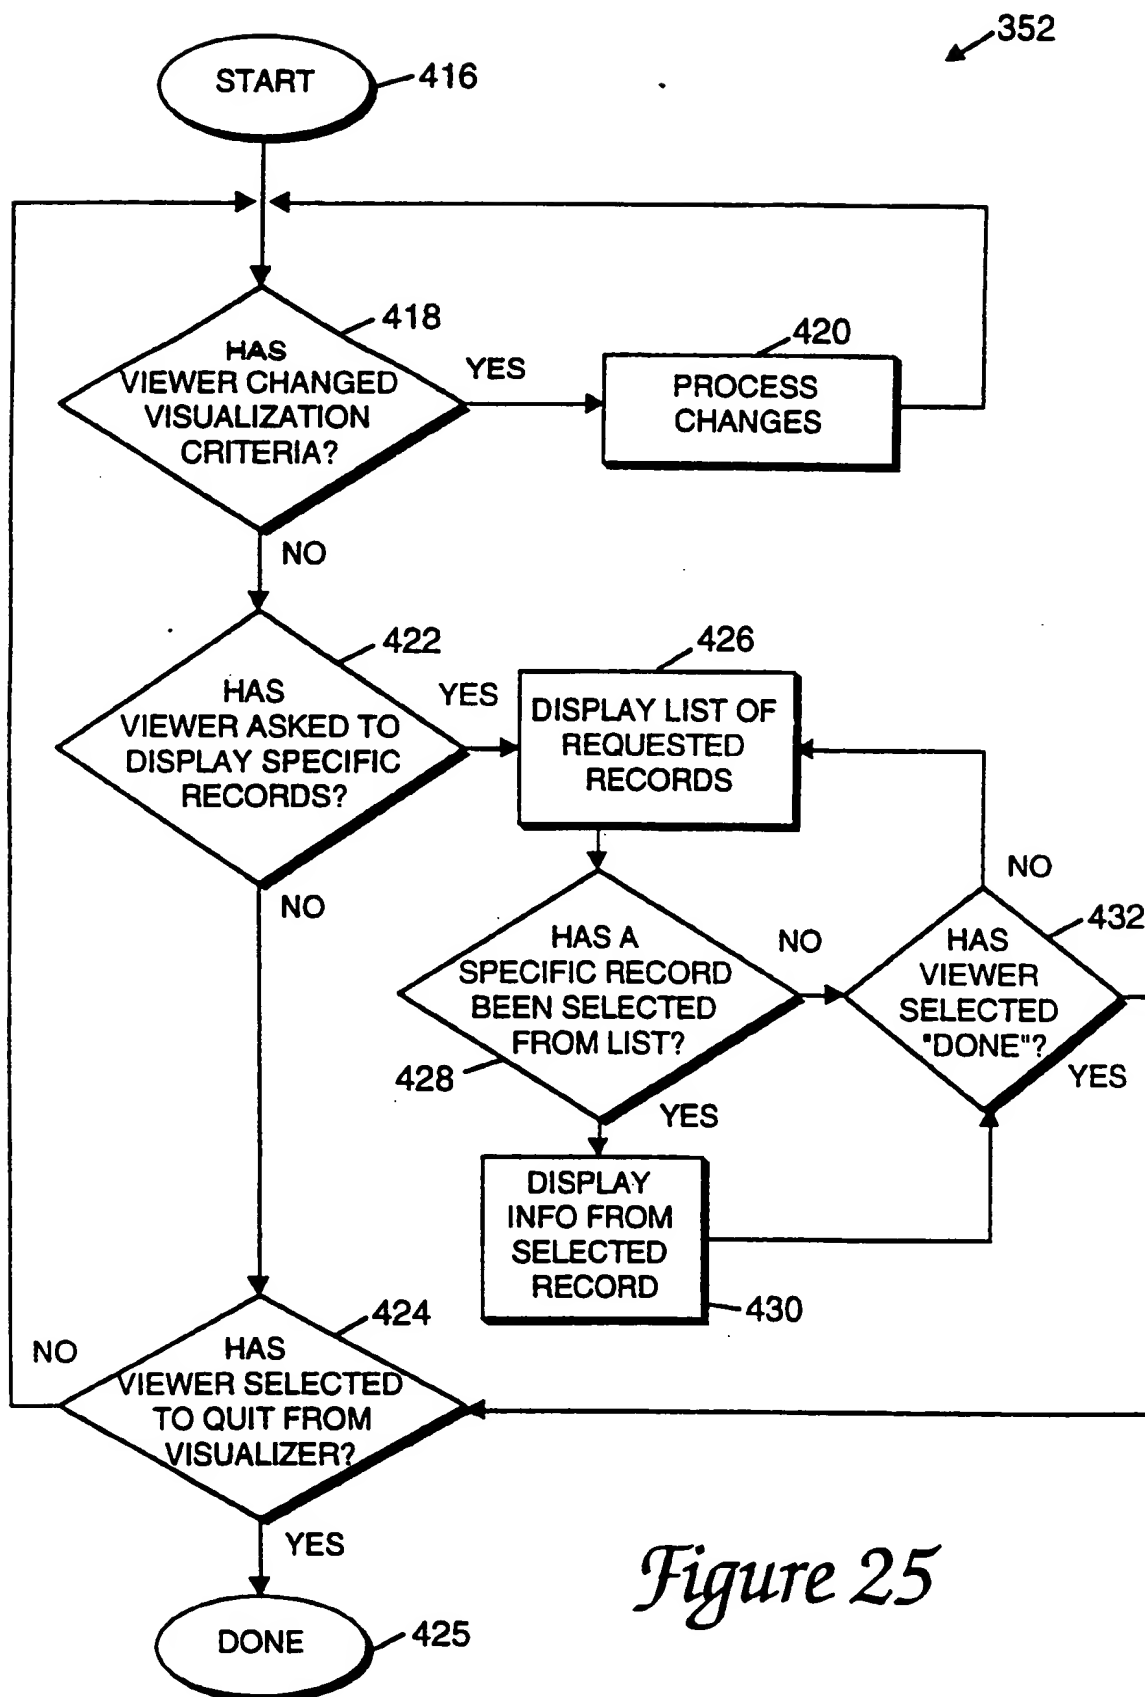 352
START
416
HAS
VIEWER CHANGED
VISUALIZATION
CRITERIA?
418
YES
420
PROCESS
CHANGES
NO
HAS
VIEWER ASKED TO
DISPLAY SPECIFIC
RECORDS?
422
YES
426
DISPLAY LIST OF
REQUESTED
RECORDS
NO
HAS A
SPECIFIC RECORD
BEEN SELECTED
FROM LIST?
428
NO
YES
HAS
VIEWER
SELECTED
"DONE"?
432
NO
YES
DISPLAY
INFO FROM
SELECTED
RECORD
430
HAS
VIEWER SELECTED
TO QUIT FROM
VISUALIZER?
424
NO
YES
DONE
425
Figure 25